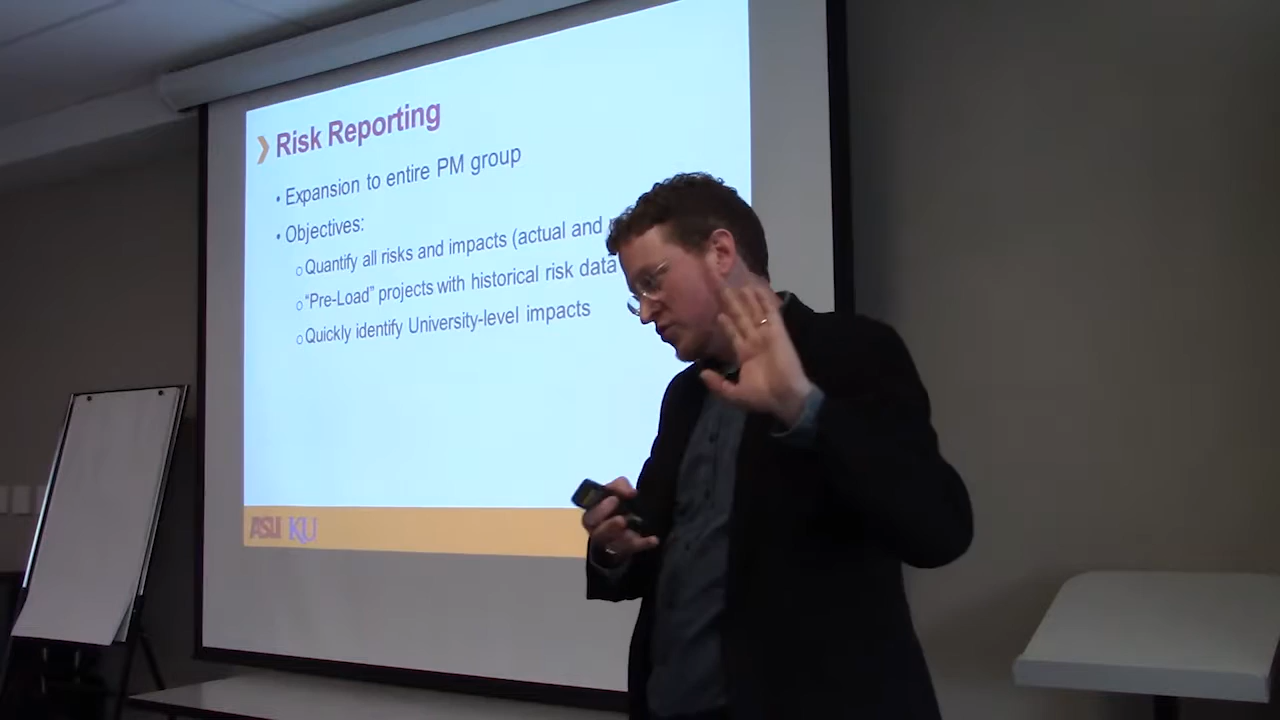 Risk Reporting
• Expansion to entire PM group
• Objectives:
o Quantify all risks and impacts (actual and
o "Pre-Load" projects with historical risk data
o Quickly identify University-level impacts
ASU KU